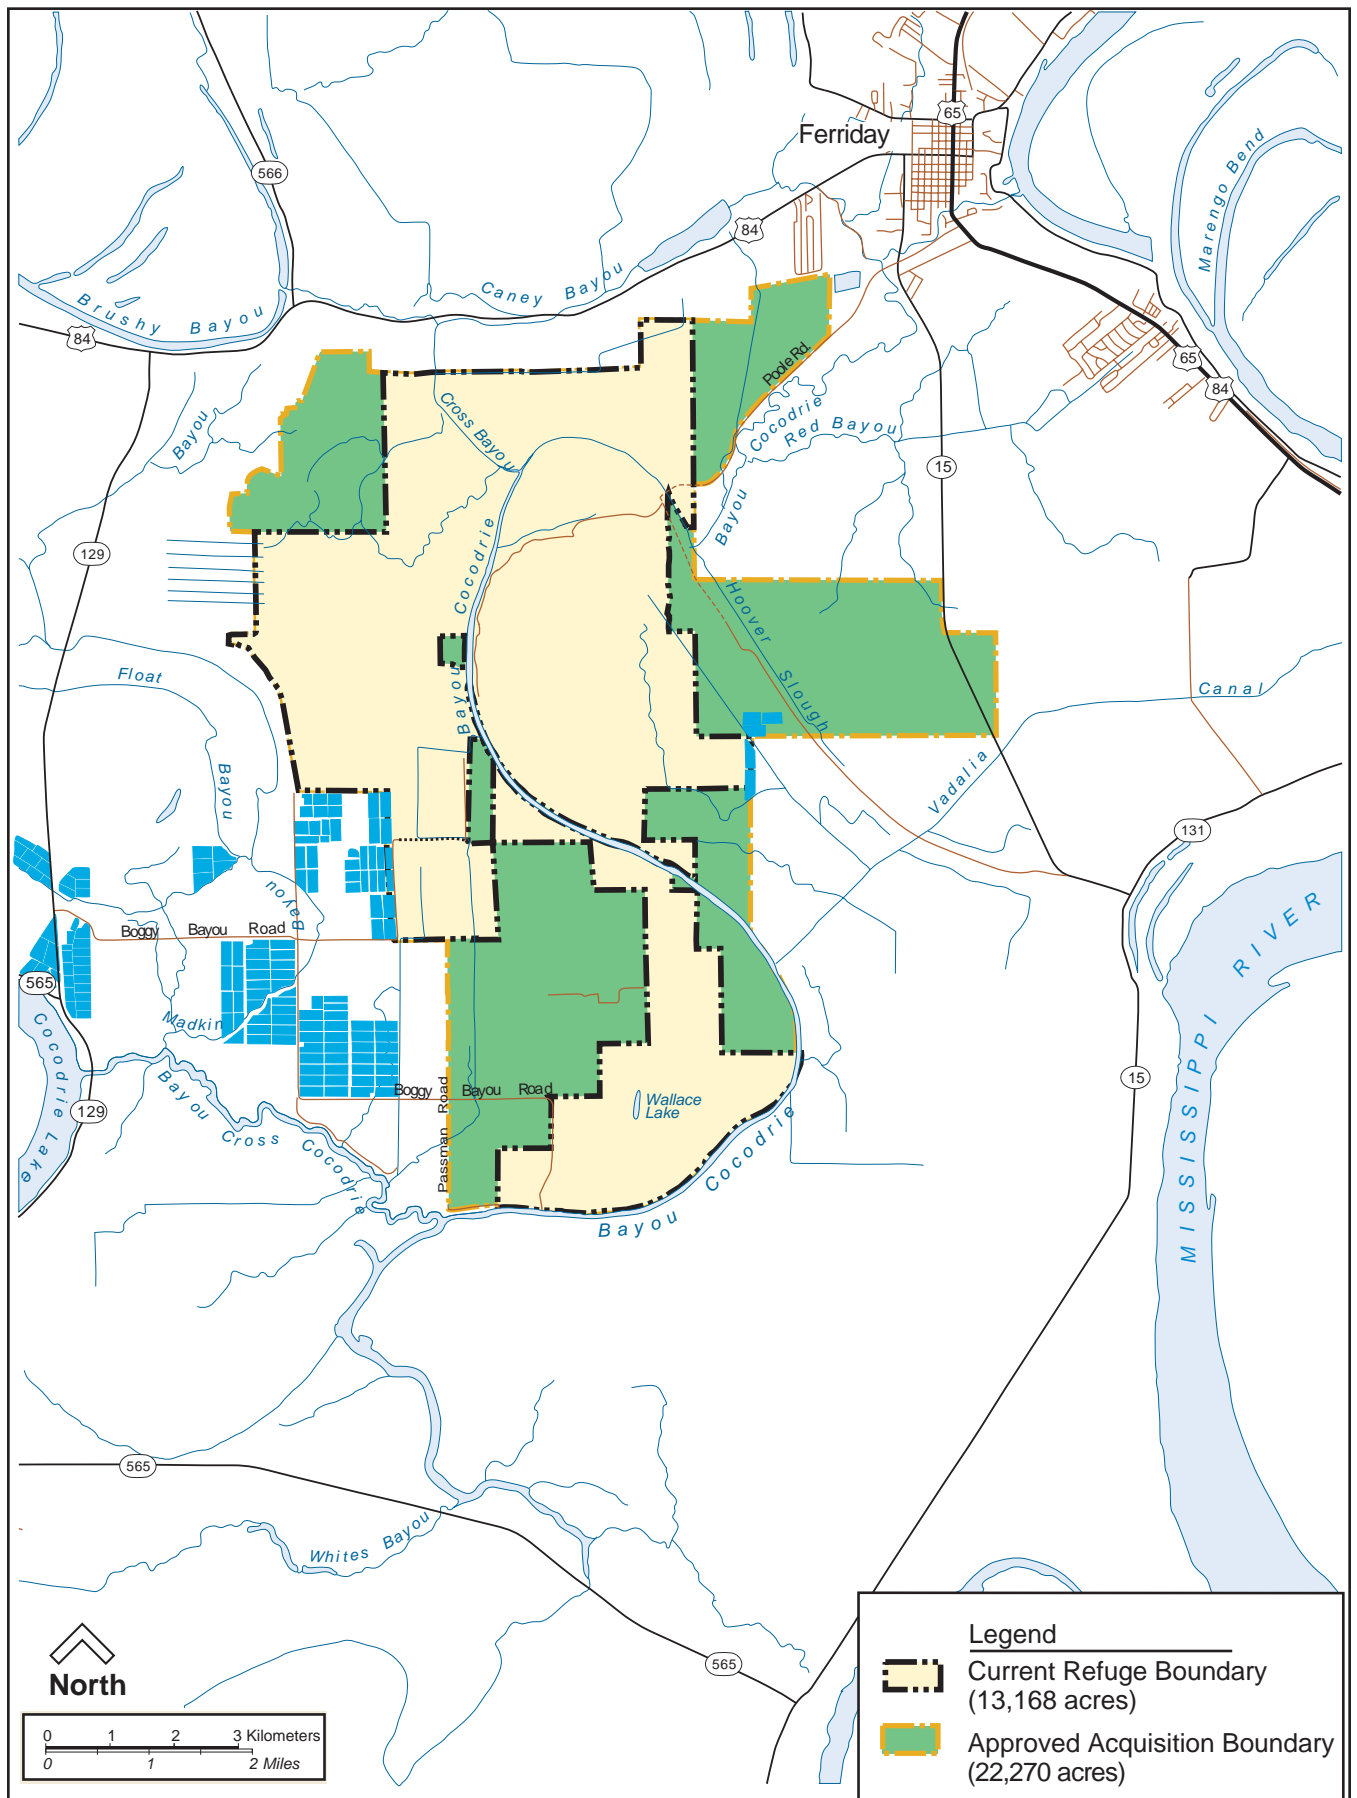 65
Ferriday
566
84
Marengo Bend
Caney Bayou
Brushy Bayou
84
65
84
Poole Rd.
Cross Bayou
Cocodrie
Red Bayou
Bayou
15
Bayou
129
Bayou Cocodrie
Hoover Slough
Float
Bayou
Canal
Vadalia
131
Bayou
Boggy Bayou Road
MISSISSIPPI RIVER
565
Madkin
Cocodrie Lake
15
129
Bayou Cross Cocodrie
Boggy Bayou Road
Passman Road
Wallace
Lake
Bayou Cocodrie
565
Whites Bayou
565
North
0 1 2 3 Kilometers
0 1 2 Miles
Legend
Current Refuge Boundary
(13,168 acres)
Approved Acquisition Boundary
(22,270 acres)